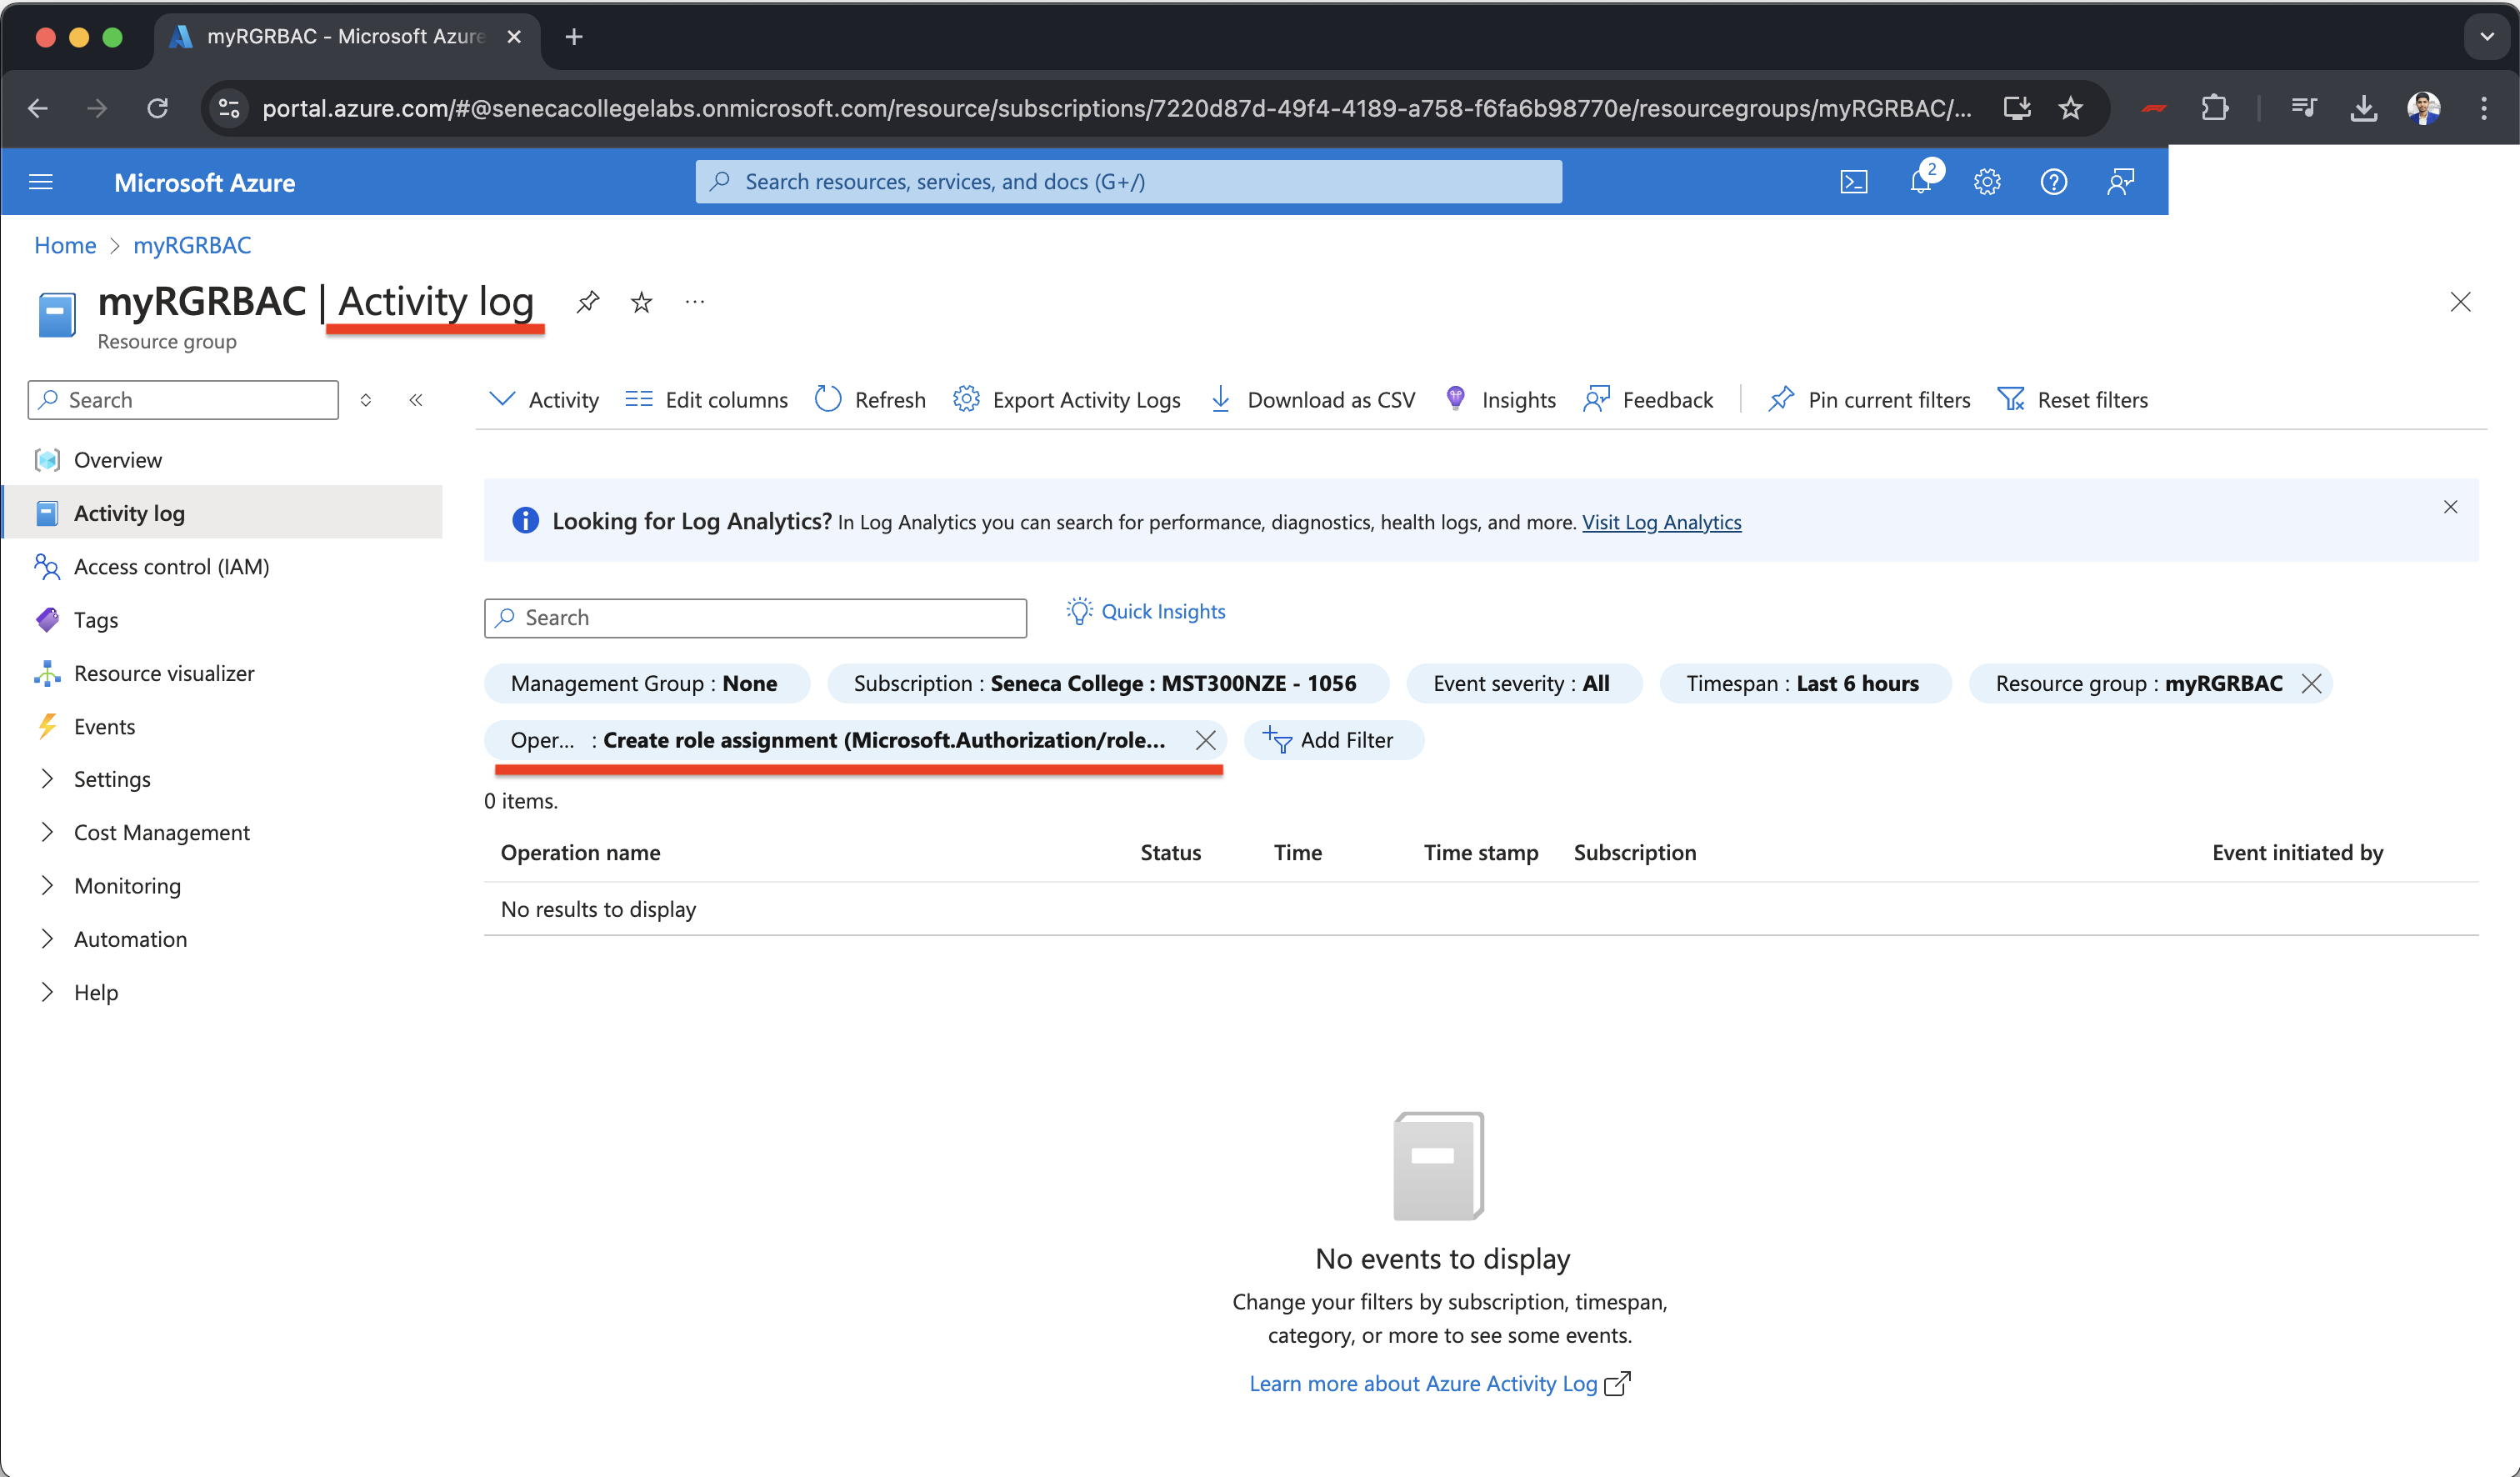 myRGRBAC - Microsoft Azure
portal.azure.com/#@senecacollegelabs.onmicrosoft.com/resource/subscriptions/7220d87d-49f4-4189-a758-f6fa6b98770e/resourcegroups/myRGRBAC/...
Microsoft Azure
Search resources, services, and docs (G+/)
2
Home > myRGRBAC
myRGRBAC | Activity log
Resource group
Search
Activity
Edit columns
Refresh
Export Activity Logs
Download as CSV
Insights
Feedback
Pin current filters
Reset filters
Overview
Activity log
Access control (IAM)
Tags
Resource visualizer
Events
Settings
Cost Management
Monitoring
Automation
Help
Looking for Log Analytics? In Log Analytics you can search for performance, diagnostics, health logs, and more. Visit Log Analytics
Search
Quick Insights
Management Group : None
Subscription : Seneca College : MST300NZE - 1056
Event severity : All
Timespan : Last 6 hours
Resource group : myRGRBAC
Oper... : Create role assignment (Microsoft.Authorization/role...
Add Filter
0 items.
Operation name
Status
Time
Time stamp
Subscription
Event initiated by
No results to display
No events to display
Change your filters by subscription, timespan,
category, or more to see some events.
Learn more about Azure Activity Log